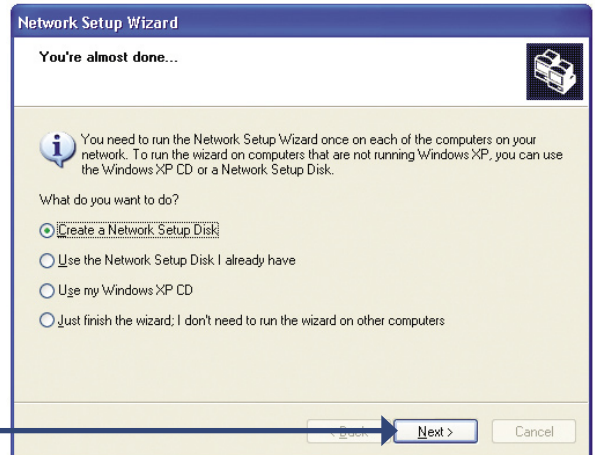 Network Setup Wizard
You're almost done...
You need to run the Network Setup Wizard once on each of the computers on your
network. To run the wizard on computers that are not running Windows XP, you can use
the Windows XP CD or a Network Setup Disk.
What do you want to do?
Create a Network Setup Disk
Use the Network Setup Disk I already have
Use my Windows XP CD
Just finish the wizard; I don't need to run the wizard on other computers
< Back Next > Cancel